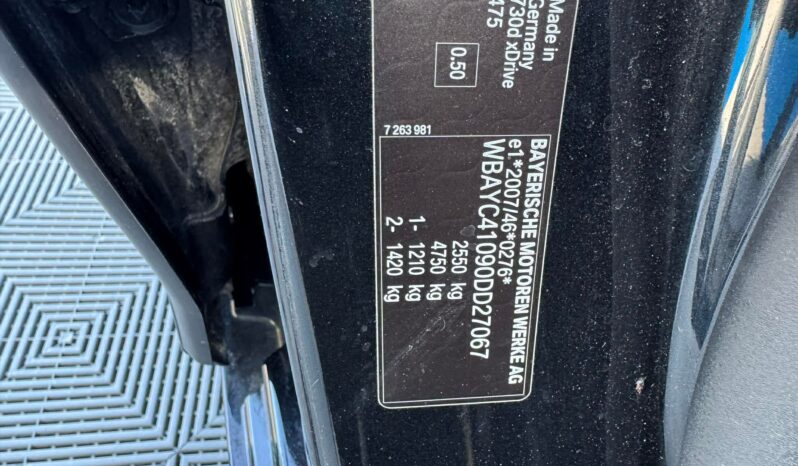 Made in
Germany
730d xDrive
475
0.50
7 263 981
BAYERISCHE MOTOREN WERKE AG
e1*2007/46*0276*
WBAYC41090DD27067
2550 kg
4750 kg
1- 1210 kg
2- 1420 kg